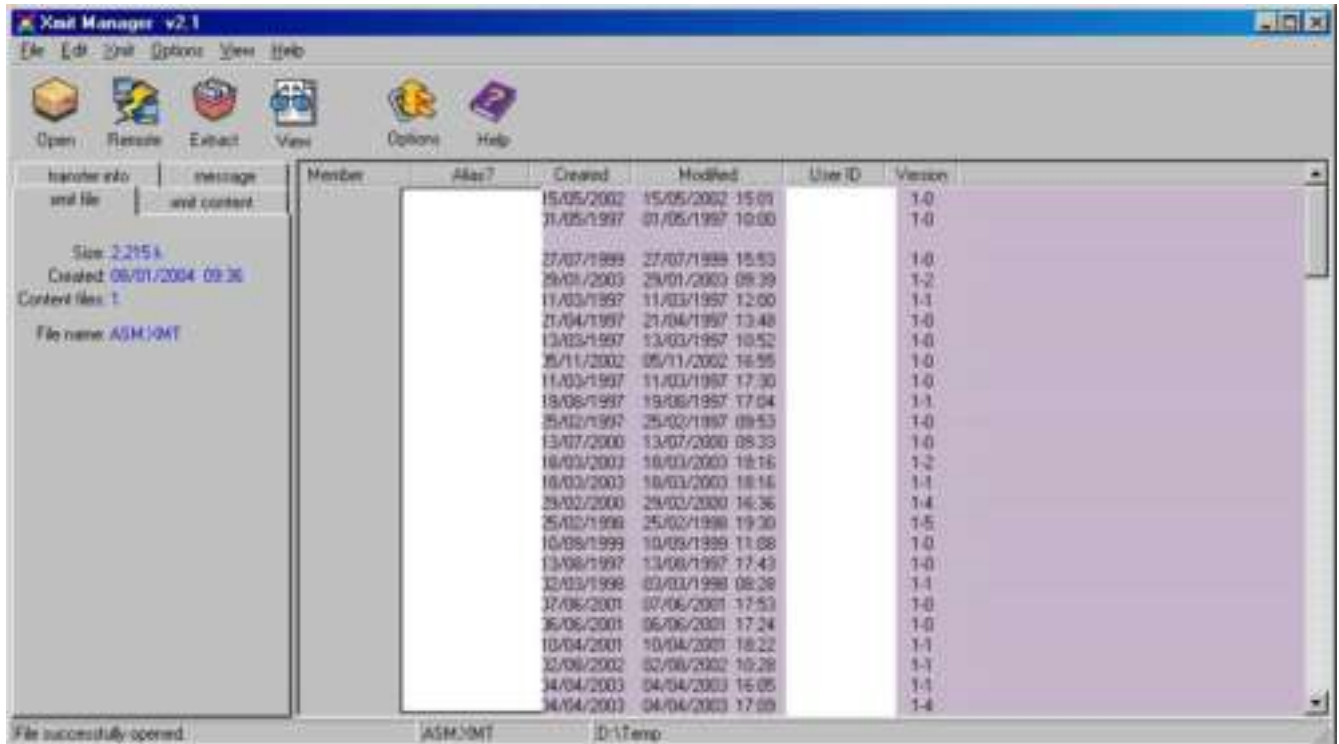 Xmit Manager v2.1
File Edit Xmit Options View Help
Open Remote Extract View Options Help
transfer info message
xmit file xmit content
Size: 2,215 k
Created: 08/01/2004 09:36
Content files: 1
File name: ASM.XMT
Member Alias? Created Modified User ID Version
15/05/2002 15/05/2002 15:01 1-0
01/05/1997 01/05/1997 10:00 1-0
27/07/1999 27/07/1999 15:53 1-0
29/01/2003 29/01/2003 09:39 1-2
11/03/1997 11/03/1997 12:00 1-1
21/04/1997 21/04/1997 13:48 1-0
13/03/1997 13/03/1997 10:52 1-0
05/11/2002 05/11/2002 16:55 1-0
11/03/1997 11/03/1997 17:30 1-0
19/08/1997 19/08/1997 17:04 1-1
25/02/1997 25/02/1997 09:53 1-0
13/07/2000 13/07/2000 09:33 1-0
18/03/2003 18/03/2003 18:16 1-2
18/03/2003 18/03/2003 18:16 1-1
29/02/2000 29/02/2000 16:36 1-4
25/02/1998 25/02/1998 19:30 1-5
10/09/1999 10/09/1999 11:08 1-0
13/08/1997 13/08/1997 17:43 1-0
02/03/1998 03/03/1998 08:28 1-1
07/06/2001 07/06/2001 17:53 1-0
06/06/2001 06/06/2001 17:24 1-0
10/04/2001 10/04/2001 18:22 1-1
02/08/2002 02/08/2002 10:28 1-1
04/04/2003 04/04/2003 16:05 1-1
04/04/2003 04/04/2003 17:09 1-4
File successfully opened. ASM.XMT D:\Temp